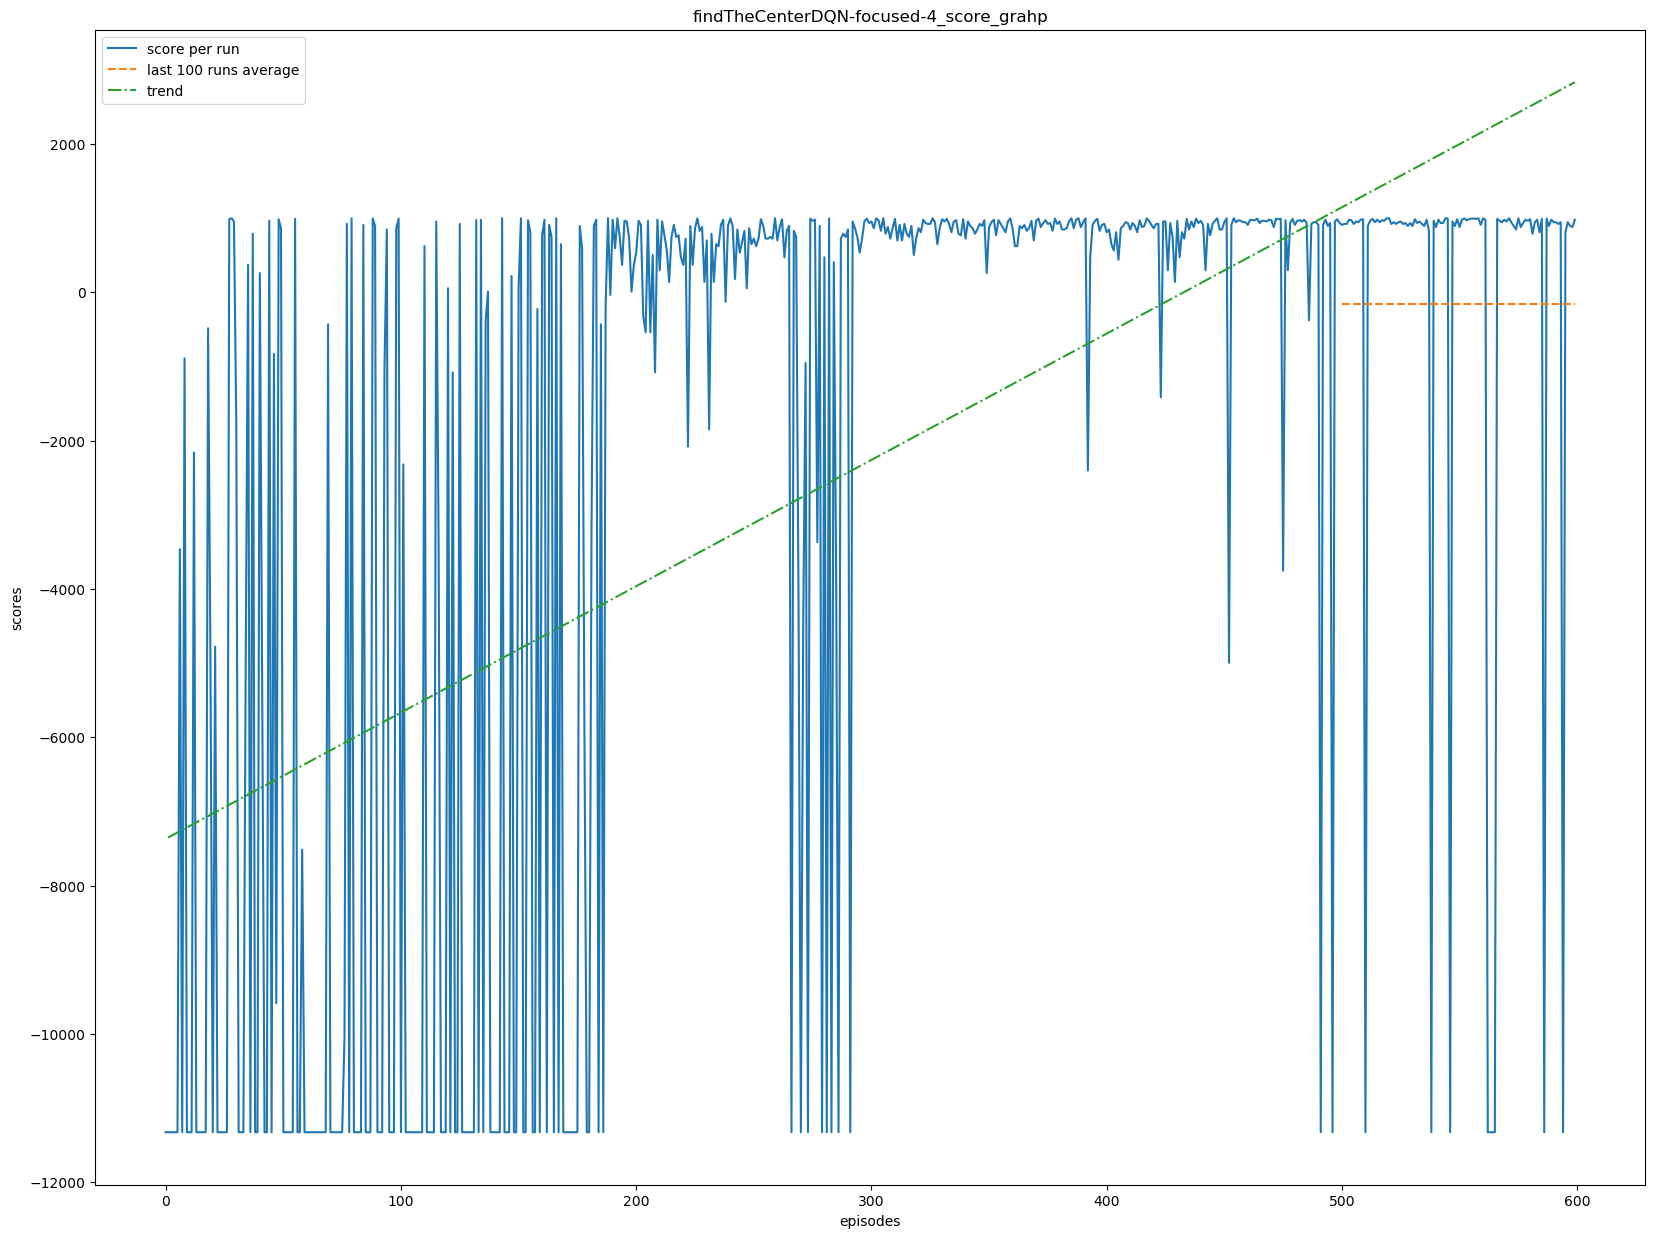 findTheCenterDQN-focused-4_score_grahp
score per run
last 100 runs average
trend
2000
0
−2000
−4000
−6000
−8000
−10000
−12000
scores
0 100 200 300 400 500 600
episodes